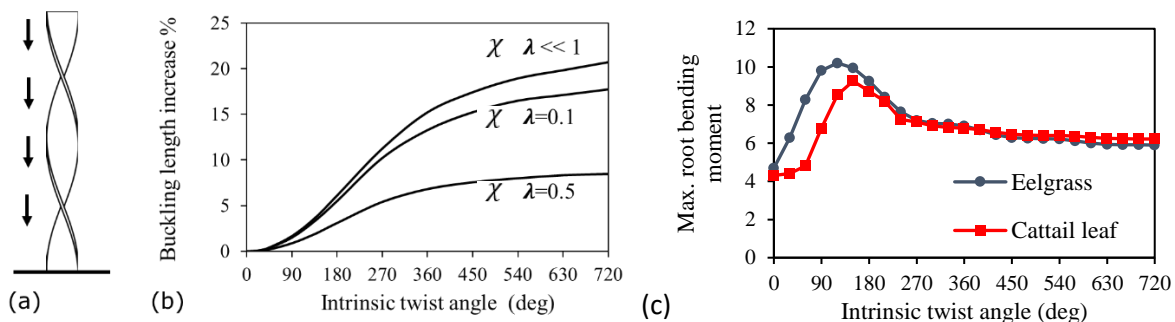 (a)
(b)
Buckling length increase %
25
20
15
10
5
0
χ λ << 1
χ λ=0.1
χ λ=0.5
0 90 180 270 360 450 540 630 720
Intrinsic twist angle (deg)
(c)
Max. root bending
moment
12
10
8
6
4
2
0
Eelgrass
Cattail leaf
0 90 180 270 360 450 540 630 720
Intrinsic twist angle (deg)